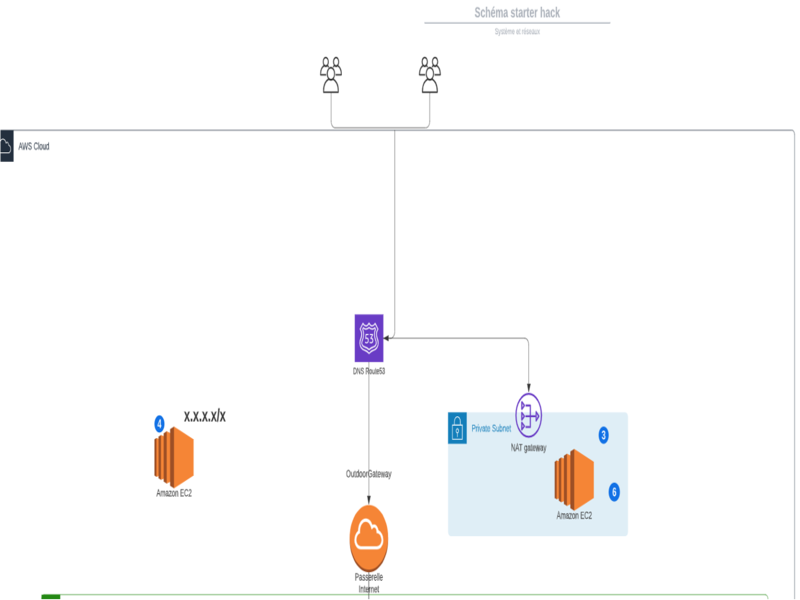 Schéma starter hack
Système et réseaux
AWS Cloud
53
DNS Route53
4
x.x.x.x/x
Amazon EC2
Private Subnet
NAT gateway
3
6
Amazon EC2
OutdoorGateway
Passerelle
Internet